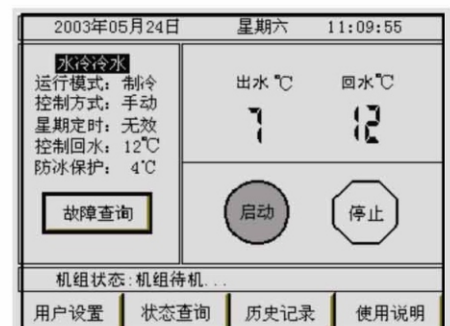 2003年05月24日 星期六 11:09:55
水冷冷水
运行模式：制冷
控制方式：手动
星期定时：无效
控制回水：12℃
防冰保护：4℃
故障查询
出水℃ 回水℃
7 12
启动 停止
机组状态:机组待机...
用户设置 状态查询 历史记录 使用说明